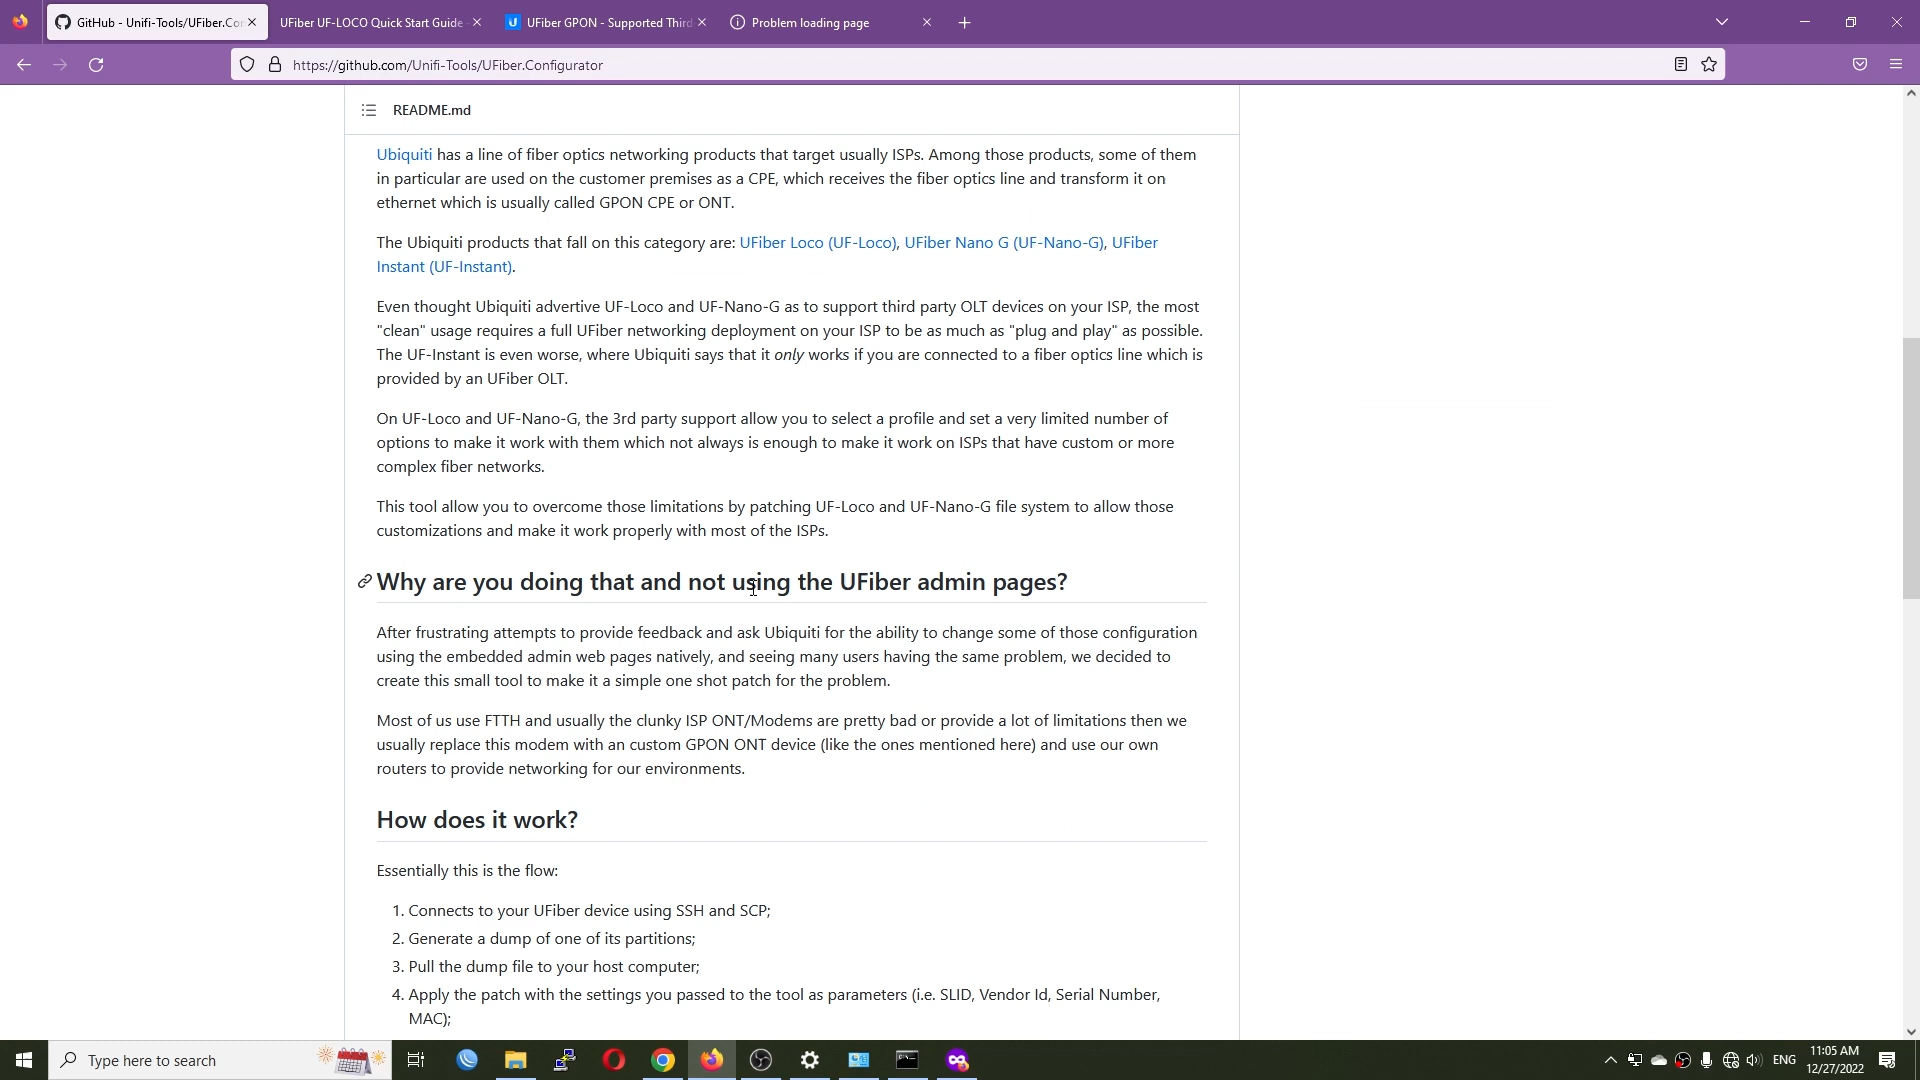 GitHub - Unifi-Tools/UFiber.Cor
UFiber UF-LOCO Quick Start Guide
UFiber GPON - Supported Third
Problem loading page
https://github.com/Unifi-Tools/UFiber.Configurator
README.md
Ubiquiti has a line of fiber optics networking products that target usually ISPs. Among those products, some of them
in particular are used on the customer premises as a CPE, which receives the fiber optics line and transform it on
ethernet which is usually called GPON CPE or ONT.
The Ubiquiti products that fall on this category are: UFiber Loco (UF-Loco), UFiber Nano G (UF-Nano-G), UFiber
Instant (UF-Instant).
Even thought Ubiquiti advertive UF-Loco and UF-Nano-G as to support third party OLT devices on your ISP, the most
"clean" usage requires a full UFiber networking deployment on your ISP to be as much as "plug and play" as possible.
The UF-Instant is even worse, where Ubiquiti says that it only works if you are connected to a fiber optics line which is
provided by an UFiber OLT.
On UF-Loco and UF-Nano-G, the 3rd party support allow you to select a profile and set a very limited number of
options to make it work with them which not always is enough to make it work on ISPs that have custom or more
complex fiber networks.
This tool allow you to overcome those limitations by patching UF-Loco and UF-Nano-G file system to allow those
customizations and make it work properly with most of the ISPs.
Why are you doing that and not using the UFiber admin pages?
After frustrating attempts to provide feedback and ask Ubiquiti for the ability to change some of those configuration
using the embedded admin web pages natively, and seeing many users having the same problem, we decided to
create this small tool to make it a simple one shot patch for the problem.
Most of us use FTTH and usually the clunky ISP ONT/Modems are pretty bad or provide a lot of limitations then we
usually replace this modem with an custom GPON ONT device (like the ones mentioned here) and use our own
routers to provide networking for our environments.
How does it work?
Essentially this is the flow:
1. Connects to your UFiber device using SSH and SCP;
2. Generate a dump of one of its partitions;
3. Pull the dump file to your host computer;
4. Apply the patch with the settings you passed to the tool as parameters (i.e. SLID, Vendor Id, Serial Number,
MAC);
Type here to search
ENG
11:05 AM
12/27/2022